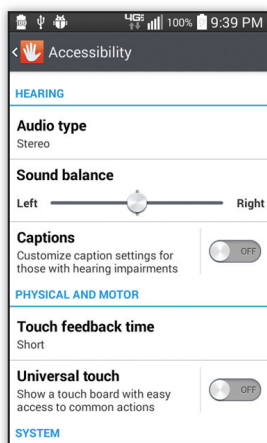 4G 100% 9:39 PM
Accessibility
HEARING
Audio type
Stereo
Sound balance
Left Right
Captions
Customize caption settings for
those with hearing impairments
OFF
PHYSICAL AND MOTOR
Touch feedback time
Short
Universal touch
Show a touch board with easy
access to common actions
OFF
SYSTEM